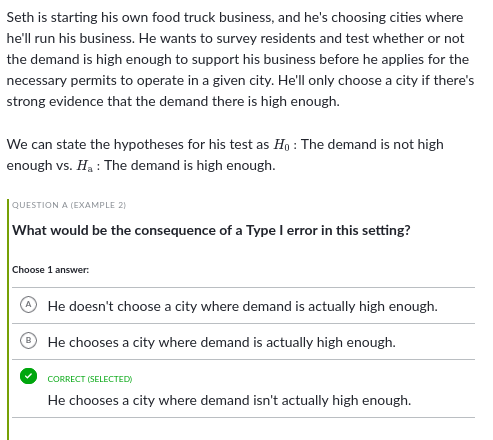 Seth is starting his own food truck business, and he's choosing cities where
he'll run his business. He wants to survey residents and test whether or not
the demand is high enough to support his business before he applies for the
necessary permits to operate in a given city. He'll only choose a city if there's
strong evidence that the demand there is high enough.
We can state the hypotheses for his test as H₀ : The demand is not high
enough vs. Hₐ : The demand is high enough.
QUESTION A (EXAMPLE 2)
What would be the consequence of a Type I error in this setting?
Choose 1 answer:
A He doesn't choose a city where demand is actually high enough.
B He chooses a city where demand is actually high enough.
CORRECT (SELECTED)
He chooses a city where demand isn't actually high enough.